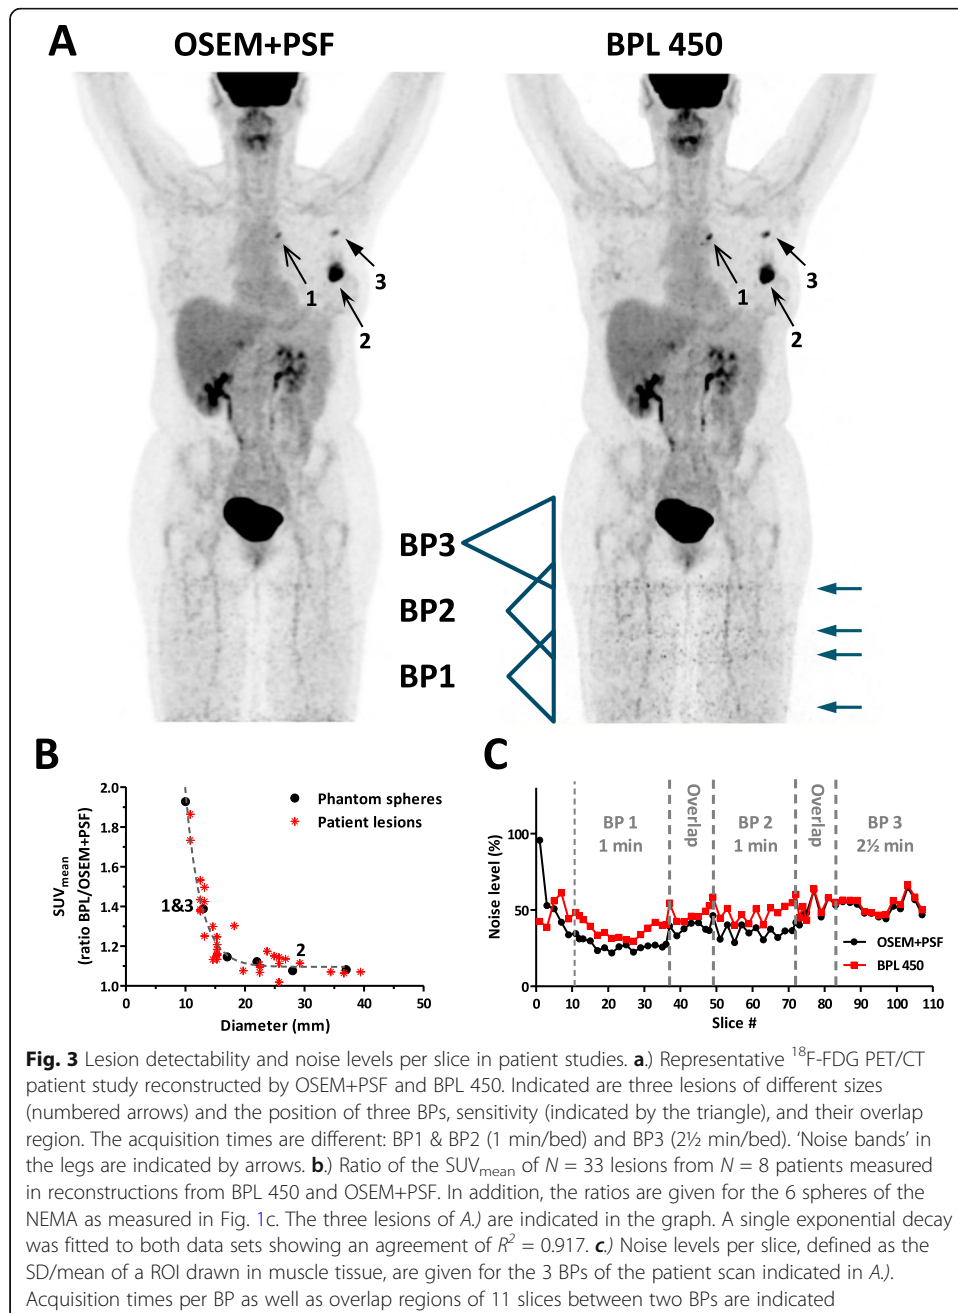 A
OSEM+PSF
BPL 450
1
3
2
1
3
2
BP3
BP2
BP1
B
SUVmean
(ratio BPL/OSEM+PSF)
2.0
1.8
1.6
1.4
1.2
1.0
Phantom spheres
Patient lesions
1&3
2
0
10
20
30
40
50
Diameter (mm)
C
Noise level (%)
100
50
0
BP 1
1 min
Overlap
BP 2
1 min
Overlap
BP 3
2½ min
OSEM+PSF
BPL 450
0
10
20
30
40
50
60
70
80
90
100
110
Slice #
Fig. 3 Lesion detectability and noise levels per slice in patient studies. a.) Representative 18F-FDG PET/CT
patient study reconstructed by OSEM+PSF and BPL 450. Indicated are three lesions of different sizes
(numbered arrows) and the position of three BPs, sensitivity (indicated by the triangle), and their overlap
region. The acquisition times are different: BP1 & BP2 (1 min/bed) and BP3 (2½ min/bed). ‘Noise bands’ in
the legs are indicated by arrows. b.) Ratio of the SUVmean of N = 33 lesions from N = 8 patients measured
in reconstructions from BPL 450 and OSEM+PSF. In addition, the ratios are given for the 6 spheres of the
NEMA as measured in Fig. 1c. The three lesions of A.) are indicated in the graph. A single exponential decay
was fitted to both data sets showing an agreement of R² = 0.917. c.) Noise levels per slice, defined as the
SD/mean of a ROI drawn in muscle tissue, are given for the 3 BPs of the patient scan indicated in A.).
Acquisition times per BP as well as overlap regions of 11 slices between two BPs are indicated